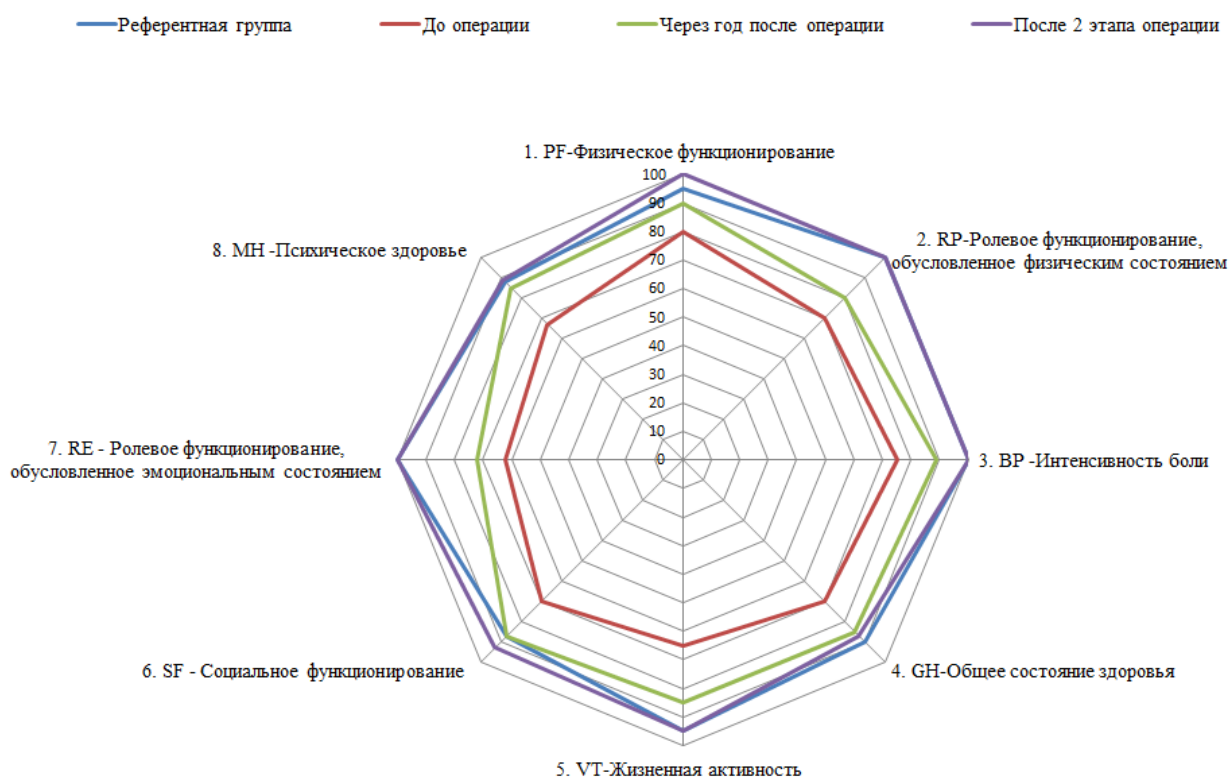 Референтная группа
До операции
Через год после операции
После 2 этапа операции
1. PF-Физическое функционирование
100
90
80
70
60
50
40
30
20
10
0
2. RP-Ролевое функционирование,
обусловленное физическим состоянием
8. MH -Психическое здоровье
7. RE - Ролевое функционирование,
обусловленное эмоциональным состоянием
3. BP -Интенсивность боли
6. SF - Социальное функционирование
4. GH-Общее состояние здоровья
5. VT-Жизненная активность